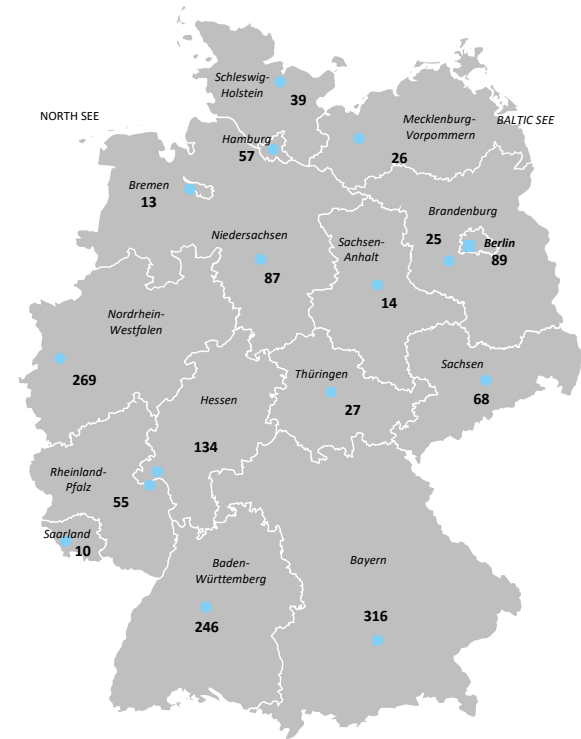 Schleswig-
Holstein
39
NORTH SEE
Mecklenburg-
Vorpommern
BALTIC SEE
26
Hamburg
57
Bremen
13
Brandenburg
25
Berlin
89
Niedersachsen
87
Sachsen-
Anhalt
14
Nordrhein-
Westfalen
269
Sachsen
68
Thüringen
27
Hessen
134
Rheinland-
Pfalz
55
Saarland
10
Baden-
Württemberg
246
Bayern
316